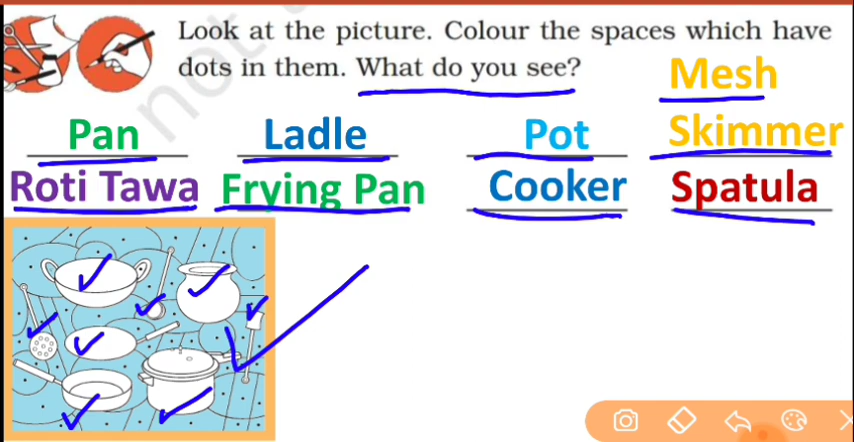 Look at the picture. Colour the spaces which have
dots in them. What do you see?
Mesh
Pan Ladle Pot Skimmer
Roti Tawa Frying Pan Cooker Spatula
not